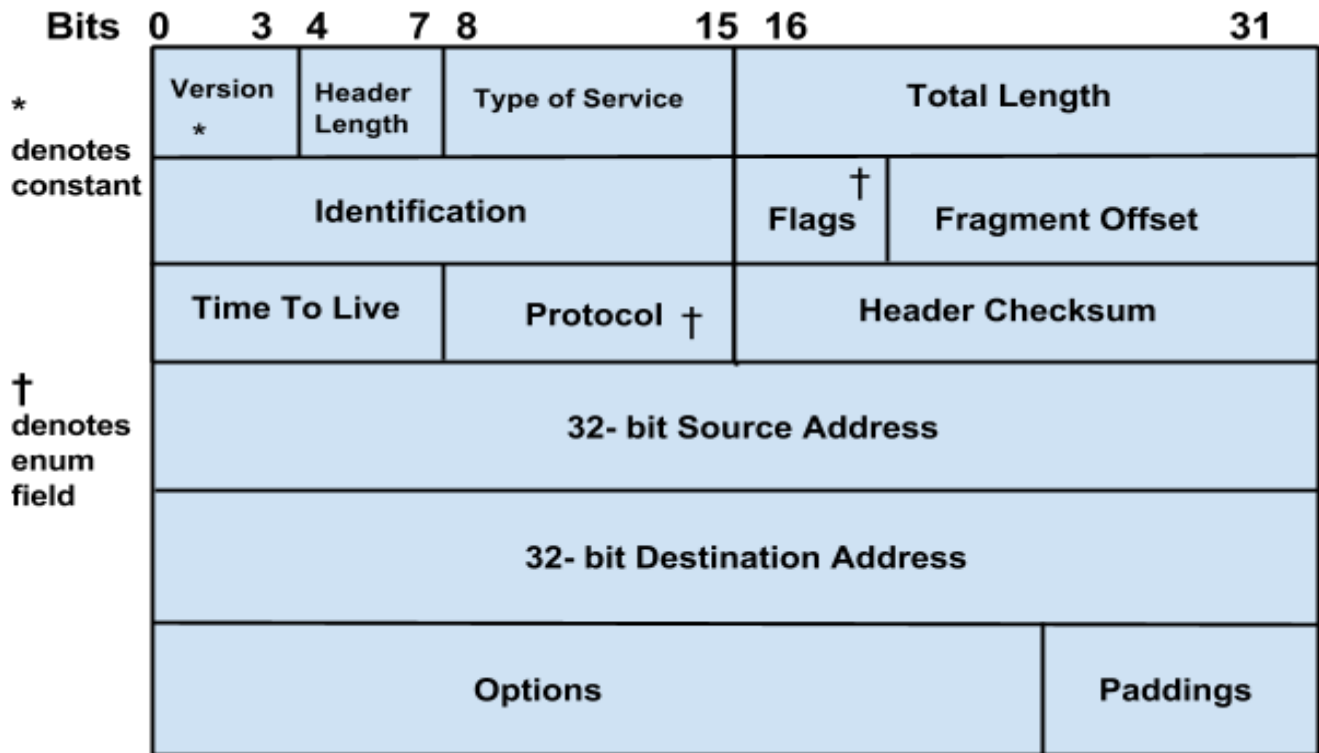 Bits 0 3 4 7 8 15 16 31
Version
*
Header
Length
Type of Service
Total Length
*
denotes
constant
Identification
Flags †
Fragment Offset
Time To Live
Protocol †
Header Checksum
†
denotes
enum
field
32- bit Source Address
32- bit Destination Address
Options
Paddings